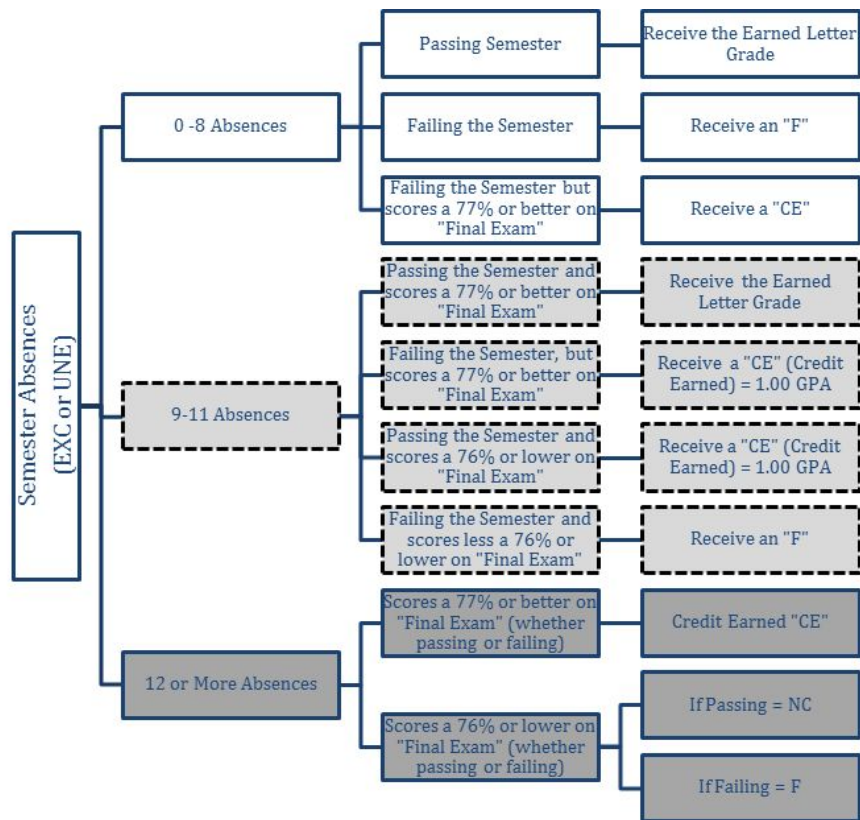 Semester Absences
(EXC or UNE)
0 -8 Absences
Passing Semester
Receive the Earned Letter
Grade
Failing the Semester
Receive an "F"
Failing the Semester but
scores a 77% or better on
"Final Exam"
Receive a "CE"
9-11 Absences
Passing the Semester and
scores a 77% or better on
"Final Exam"
Receive the Earned
Letter Grade
Failing the Semester, but
scores a 77% or better on
"Final Exam"
Receive a "CE" (Credit
Earned) = 1.00 GPA
Passing the Semester and
scores a 76% or lower on
"Final Exam"
Receive a "CE" (Credit
Earned) = 1.00 GPA
Failing the Semester and
scores less a 76% or
lower on "Final Exam"
Receive an "F"
12 or More Absences
Scores a 77% or better on
"Final Exam" (whether
passing or failing)
Credit Earned "CE"
Scores a 76% or lower on
"Final Exam" (whether
passing or failing)
If Passing = NC
If Failing = F